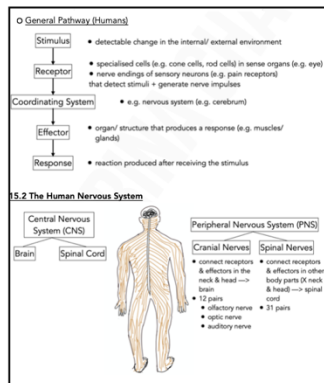 General Pathway (Humans)
Stimulus
• detectable change in the internal/ external environment
Receptor
• specialised cells (e.g. cone cells, rod cells) in sense organs (e.g. eye)
• nerve endings of sensory neurons (e.g. pain receptors)
that detect stimuli + generate nerve impulses
Coordinating System
• e.g. nervous system (e.g. cerebrum)
Effector
• organ/ structure that produces a response (e.g. muscles/
glands)
Response
• reaction produced after receiving the stimulus
15.2 The Human Nervous System
Central Nervous
System (CNS)
Brain
Spinal Cord
Peripheral Nervous System (PNS)
Cranial Nerves
• connect receptors
& effectors in the
neck & head —>
brain
• 12 pairs
• olfactory nerve
• optic nerve
• auditory nerve
Spinal Nerves
• connect receptors
& effectors in other
body parts (X neck
& head) —> spinal
cord
• 31 pairs